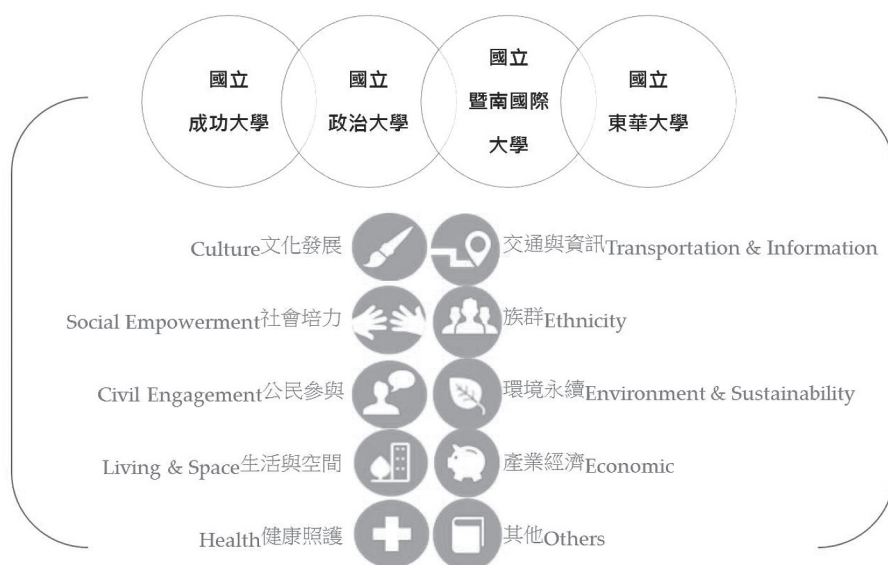 國立
成功大學
國立
政治大學
國立
暨南國際
大學
國立
東華大學
Culture文化發展
交通與資訊Transportation & Information
Social Empowerment社會培力
族群Ethnicity
Civil Engagement公民參與
環境永續Environment & Sustainability
Living & Space生活與空間
產業經濟Economic
Health健康照護
其他Others